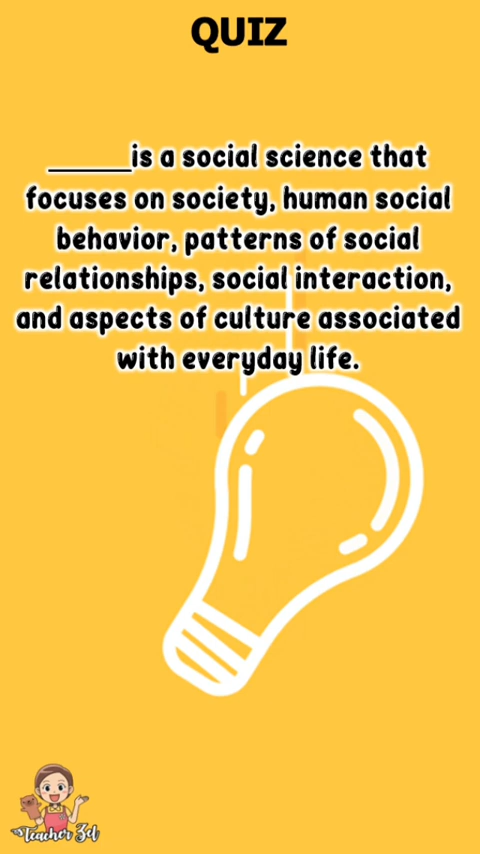 QUIZ
______is a social science that
focuses on society, human social
behavior, patterns of social
relationships, social interaction,
and aspects of culture associated
with everyday life.
Teacher Zel